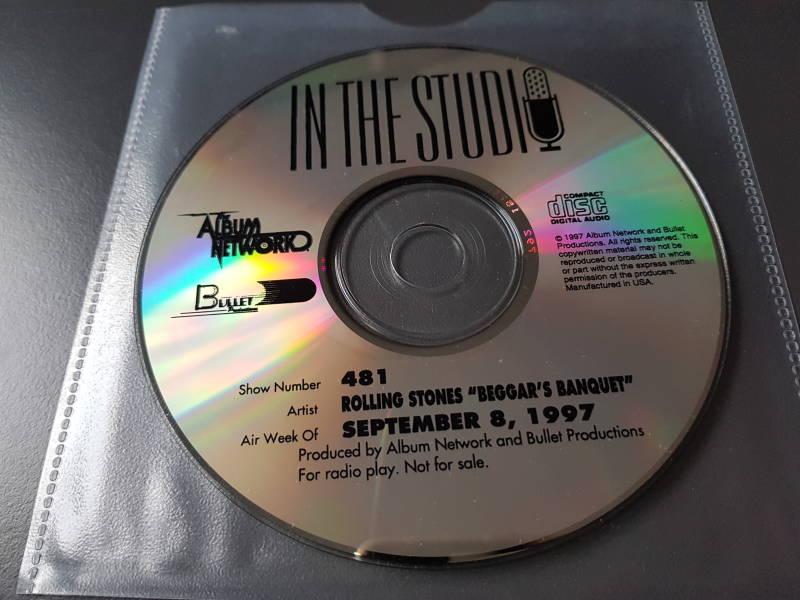 IN THE STUDIO
THE ALBUM
NETWORK
BULLET
COMPACT
disc
DIGITAL AUDIO
© 1997 Album Network and Bullet
Productions. All rights reserved. This
copywritten material may not be
reproduced or broadcast in whole
or part without the express written
permission of the producers.
Manufactured in USA.
Show Number 481
Artist ROLLING STONES "BEGGAR'S BANQUET"
Air Week Of SEPTEMBER 8, 1997
Produced by Album Network and Bullet Productions
For radio play. Not for sale.